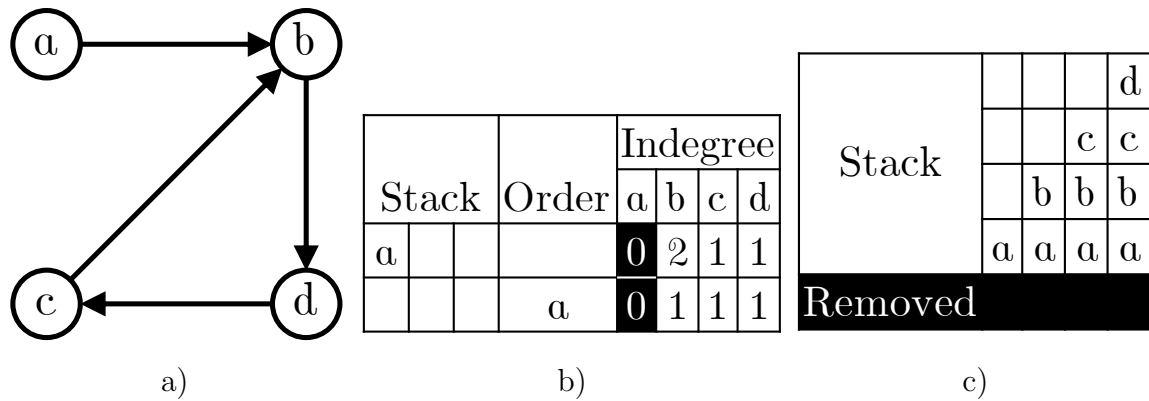 a b
c d
a)
Indegree
Stack Order a b c d
a 0 2 1 1
a 0 1 1 1
b)
d
c c
Stack
b b b
a a a a
Removed
c)